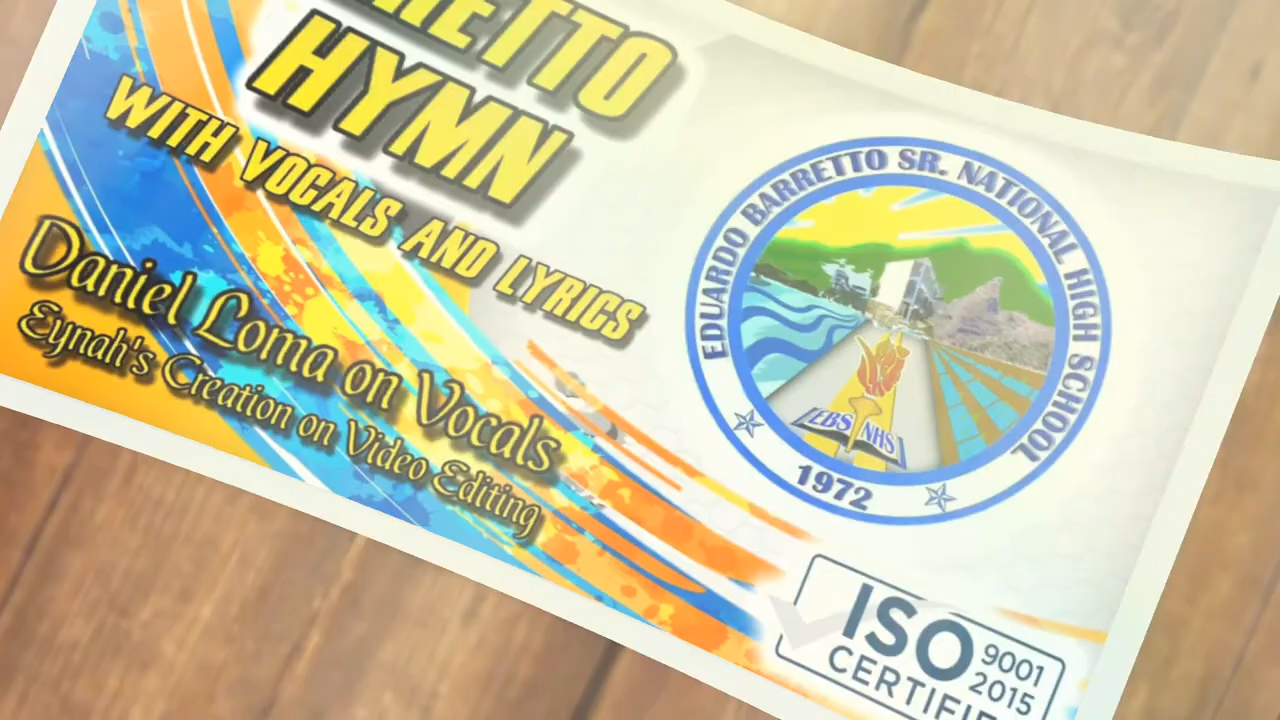 HYMN
WITH VOCALS AND LYRICS
Daniel Loma on Vocals
Eynah's Creation on Video Editing
EDUARDO BARRETTO SR. NATIONAL HIGH SCHOOL
EBS NHS
1972
ISO 9001
2015